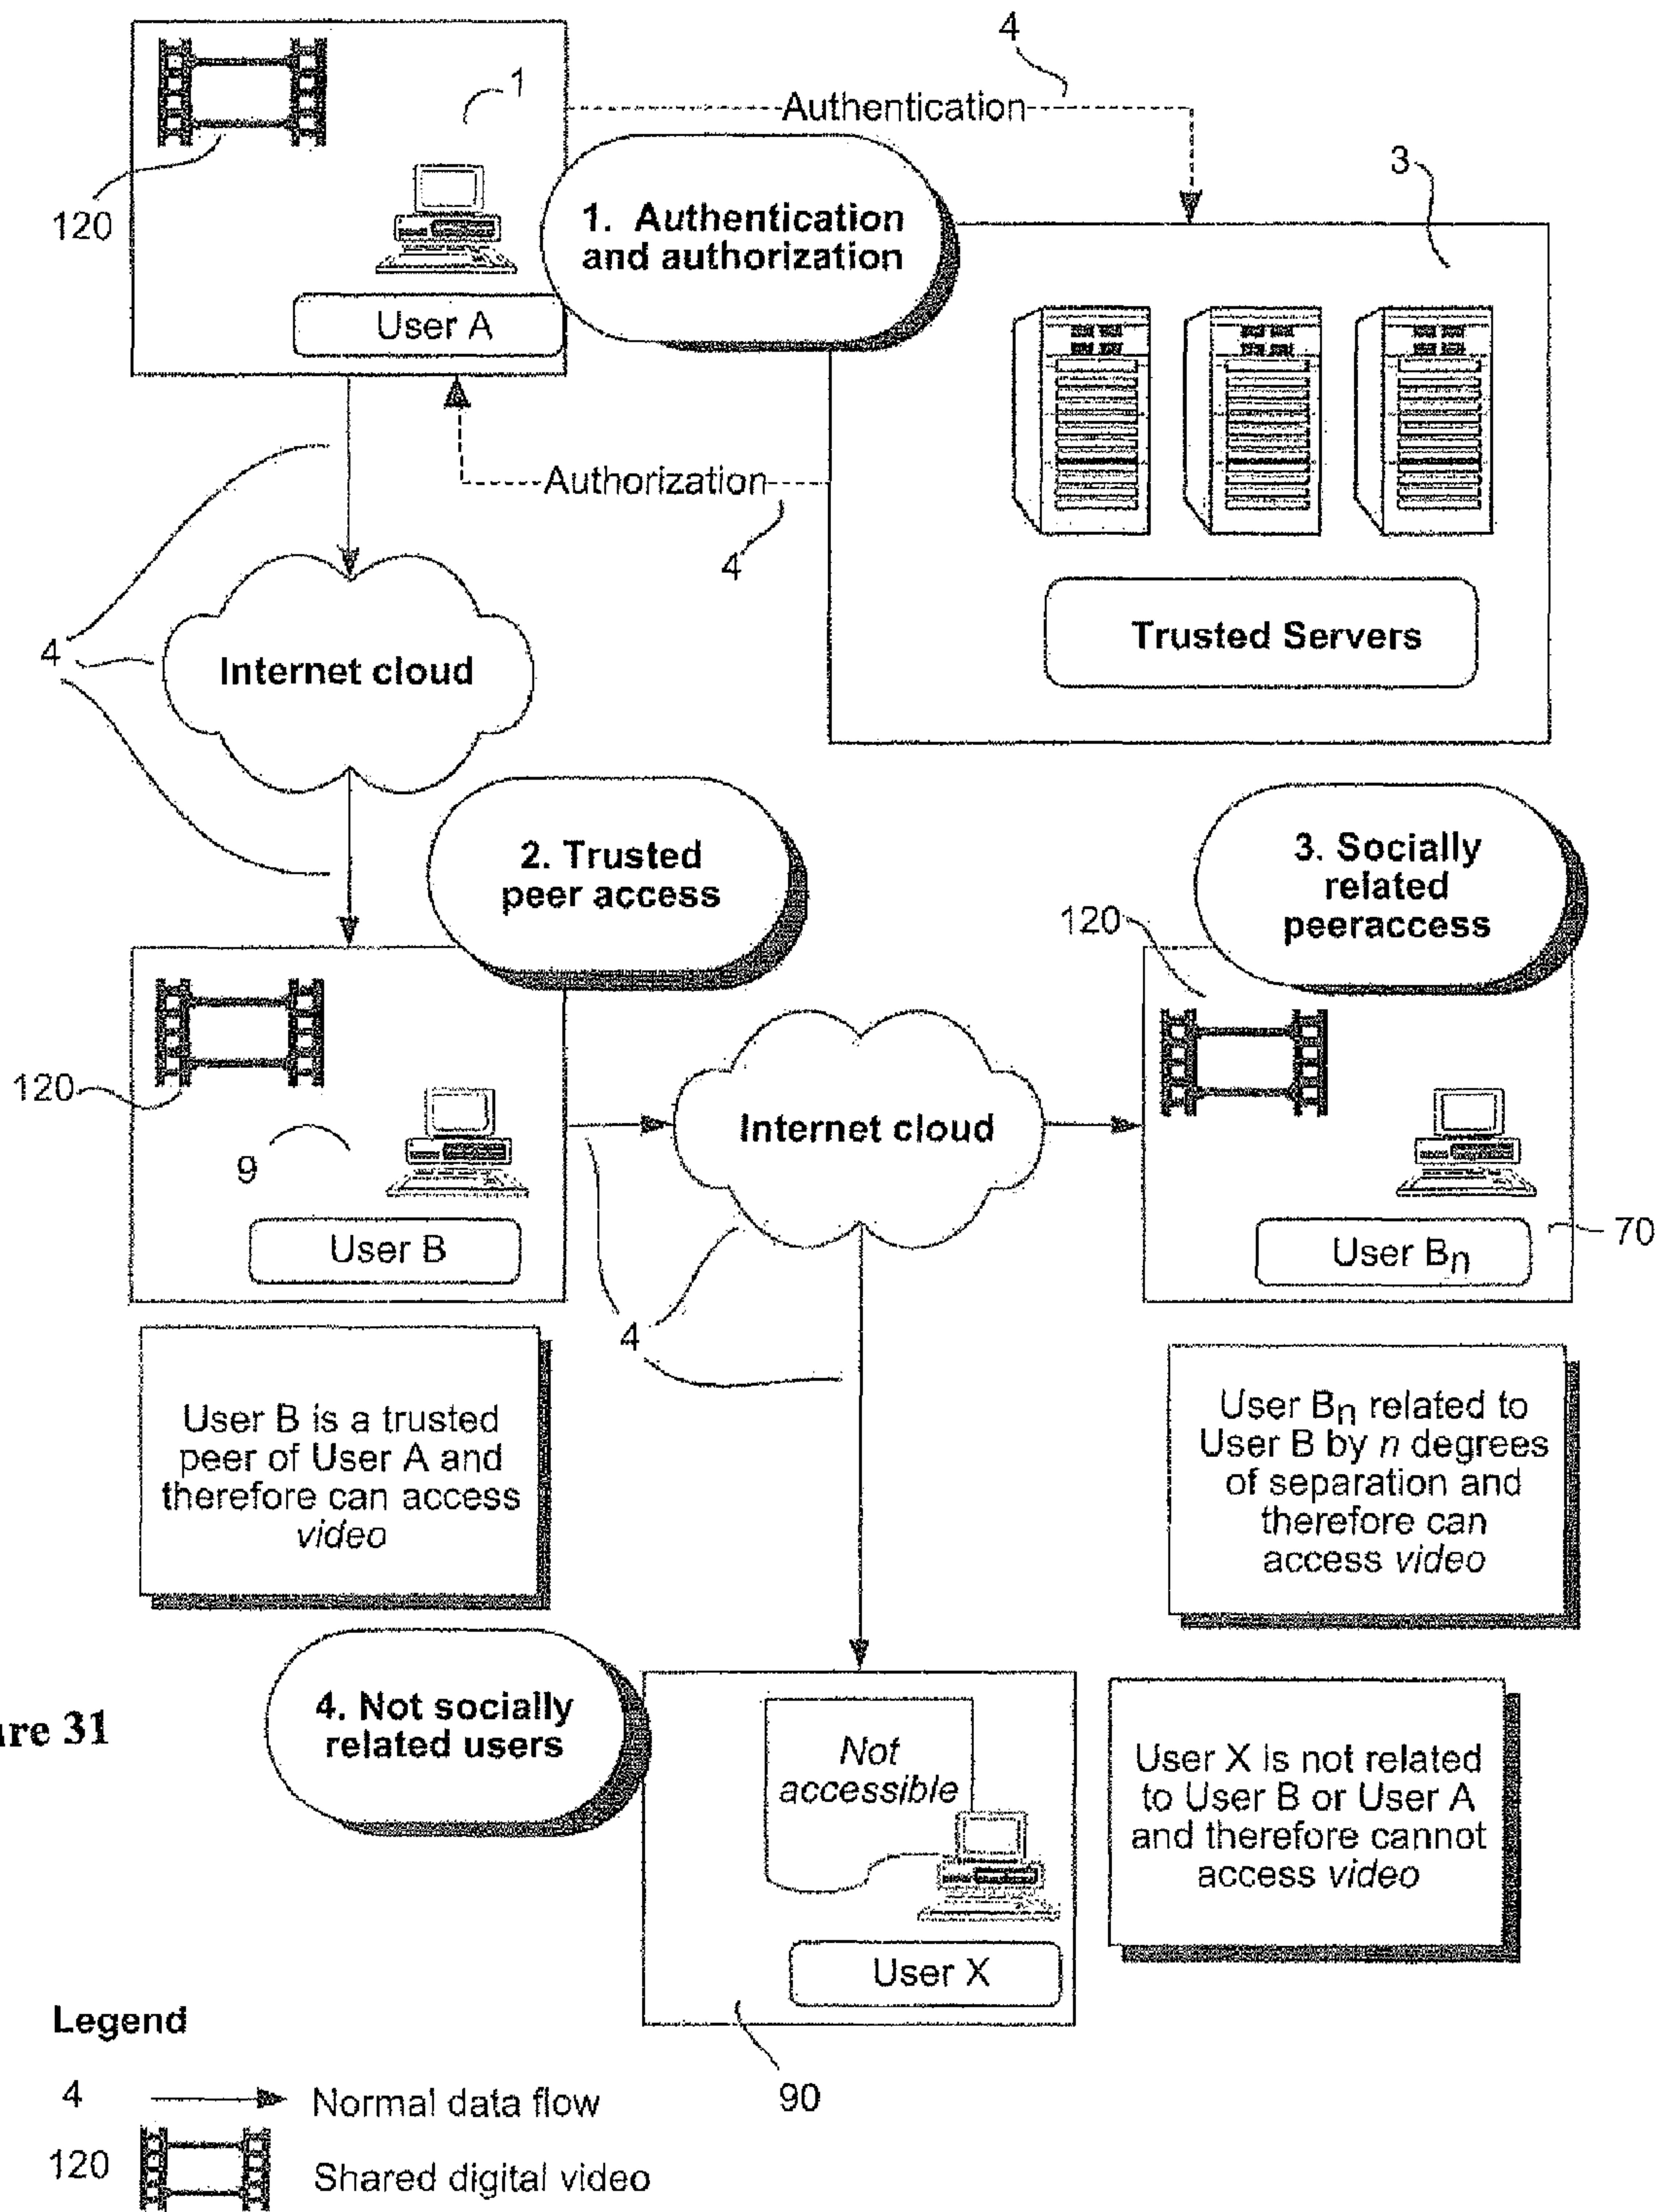 4
1
Authentication
3
120
1. Authentication
and authorization
User A
Authorization
4
4
Internet cloud
Trusted Servers
2. Trusted
peer access
3. Socially
related
peeraccess
120
120
Internet cloud
9
User B
User Bn
70
4
User B is a trusted
peer of User A and
therefore can access
video
User Bn related to
User B by n degrees
of separation and
therefore can
access video
4. Not socially
related users
ure 31
Not
accessible
User X is not related
to User B or User A
and therefore cannot
access video
User X
Legend
90
4 Normal data flow
120 Shared digital video